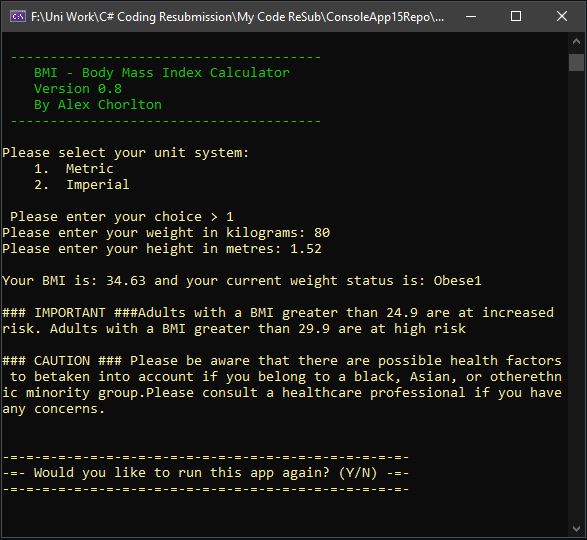 F:\Uni Work\C# Coding Resubmission\My Code ReSub\ConsoleApp15Repo\...
---------------------------------------
BMI - Body Mass Index Calculator
Version 0.8
By Alex Chorlton
---------------------------------------
Please select your unit system:
1.  Metric
2.  Imperial
Please enter your choice > 1
Please enter your weight in kilograms: 80
Please enter your height in metres: 1.52
Your BMI is: 34.63 and your current weight status is: Obese1
### IMPORTANT ###Adults with a BMI greater than 24.9 are at increased
risk. Adults with a BMI greater than 29.9 are at high risk
### CAUTION ### Please be aware that there are possible health factors
to betaken into account if you belong to a black, Asian, or otherethn
ic minority group.Please consult a healthcare professional if you have
any concerns.
-=-=-=-=-=-=-=-=-=-=-=-=-=-=-=-=-=-=-=-=-=-=-=-=-=-
-=- Would you like to run this app again? (Y/N) -=-
-=-=-=-=-=-=-=-=-=-=-=-=-=-=-=-=-=-=-=-=-=-=-=-=-=-